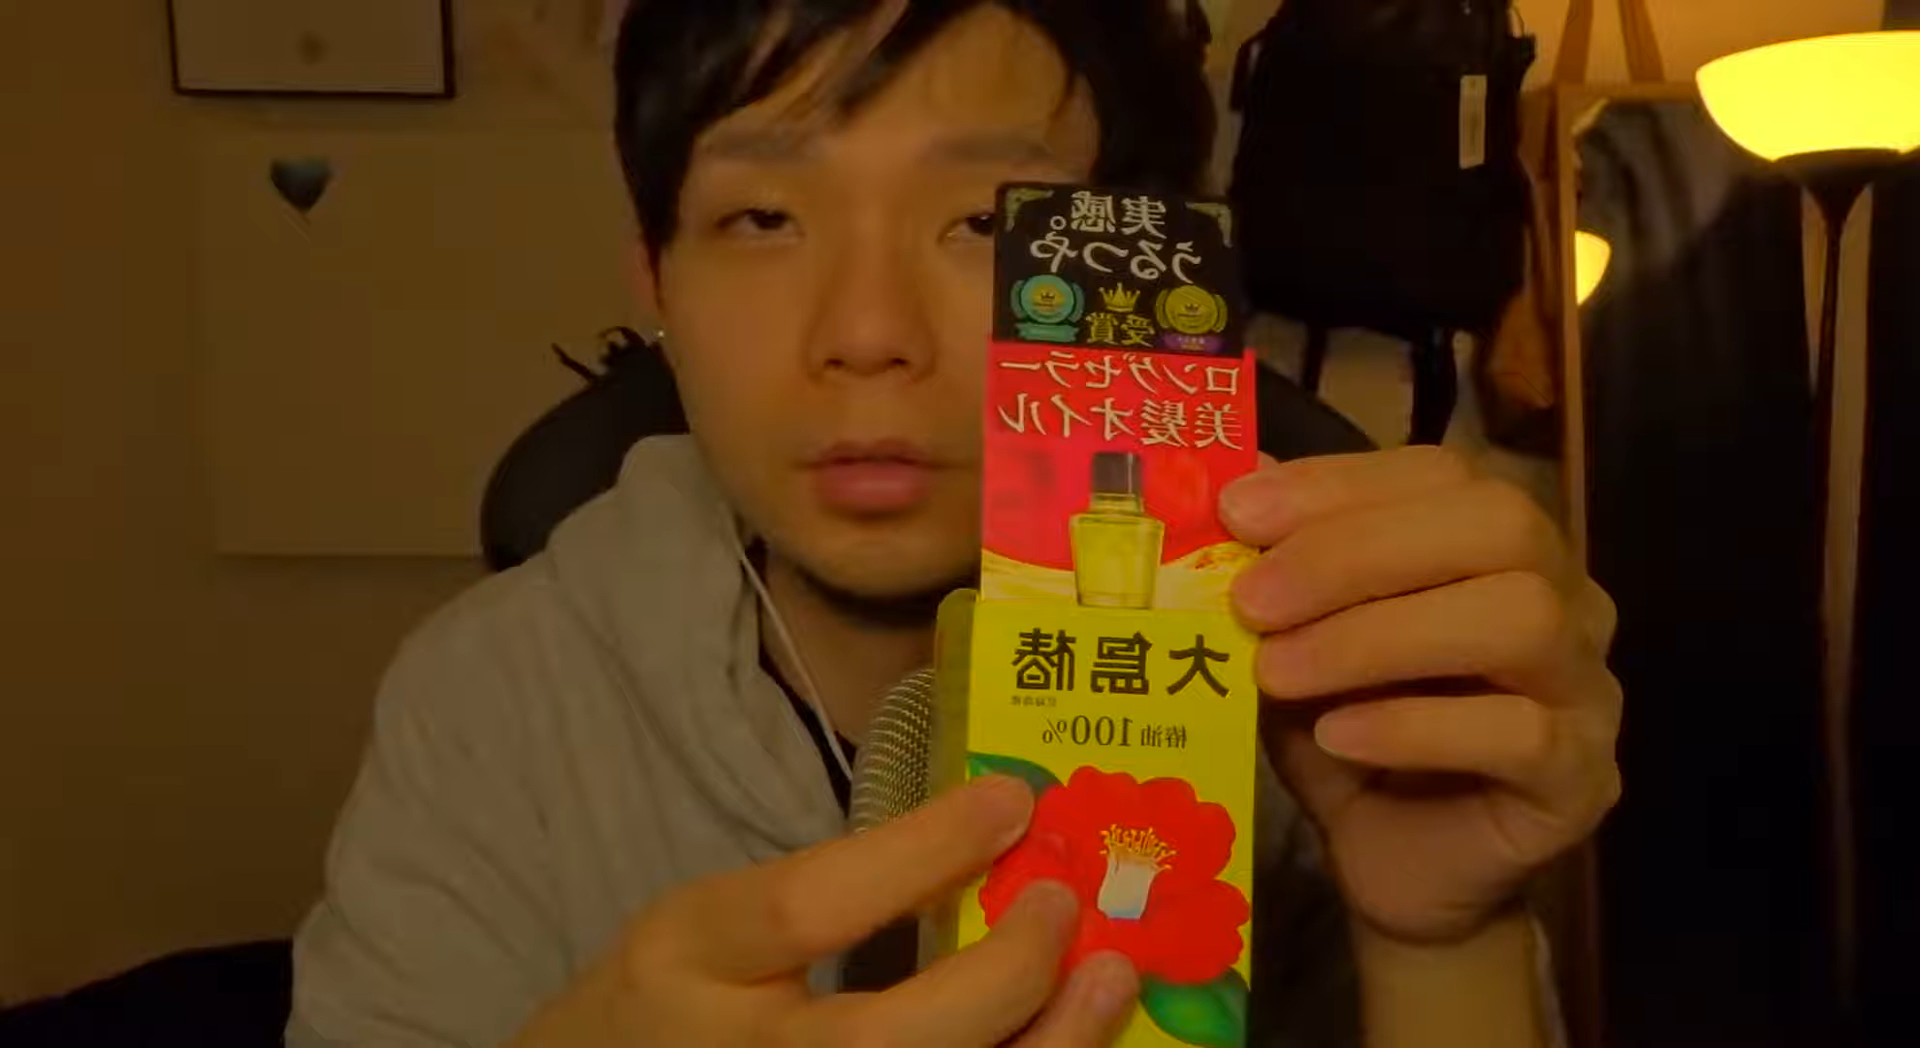 実感。
うるつや
受賞
ロングセラー
美髪オイル
大島椿
椿油100%